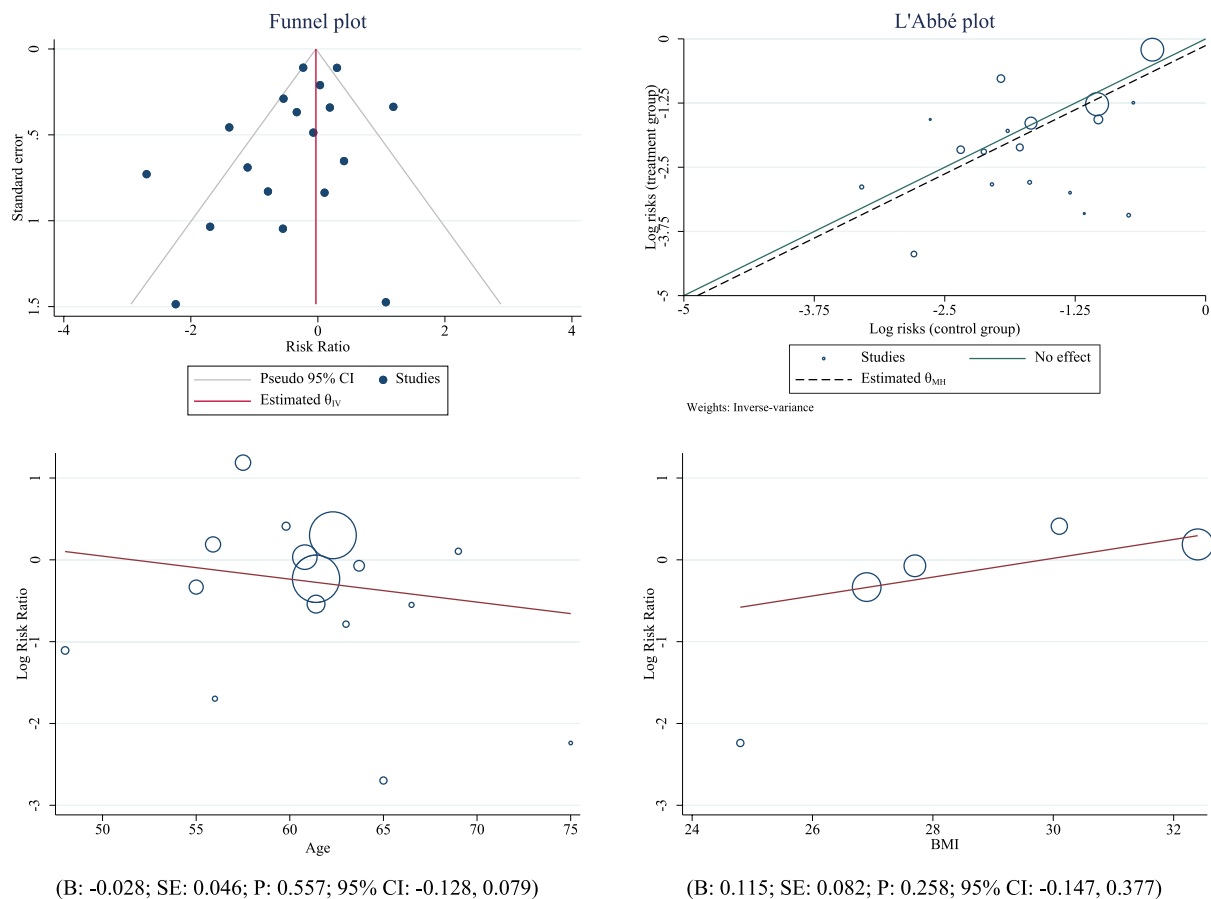 Funnel plot
0
.5
1
1.5
Standard error
-4
-2
0
2
4
Risk Ratio
Pseudo 95% CI
Studies
Estimated θIV
L'Abbé plot
0
-1.25
-2.5
-3.75
-5
Log risks (treatment group)
-5
-3.75
-2.5
-1.25
0
Log risks (control group)
Studies
No effect
Estimated θMH
Weights: Inverse-variance
1
0
-1
-2
-3
Log Risk Ratio
50
55
60
65
70
75
Age
(B: -0.028; SE: 0.046; P: 0.557; 95% CI: -0.128, 0.079)
1
0
-1
-2
-3
Log Risk Ratio
24
26
28
30
32
BMI
(B: 0.115; SE: 0.082; P: 0.258; 95% CI: -0.147, 0.377)